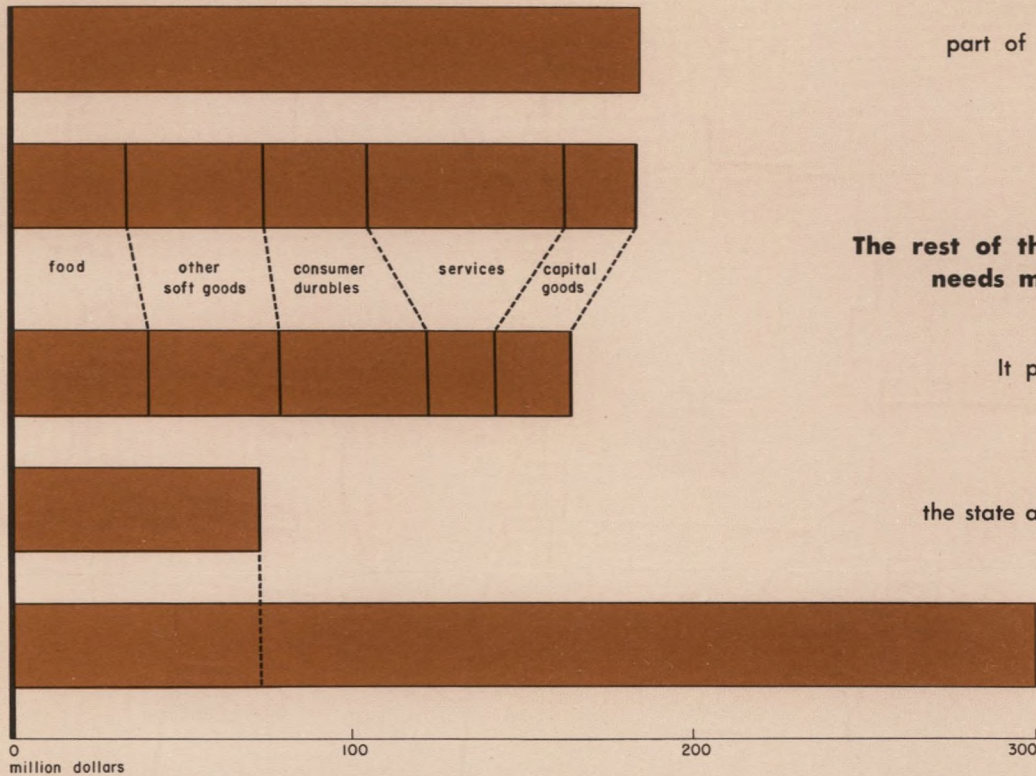 part of
food
other
soft goods
consumer
durables
services
capital
goods
The rest of
needs
It
the state
0
100
200
300
million dollars